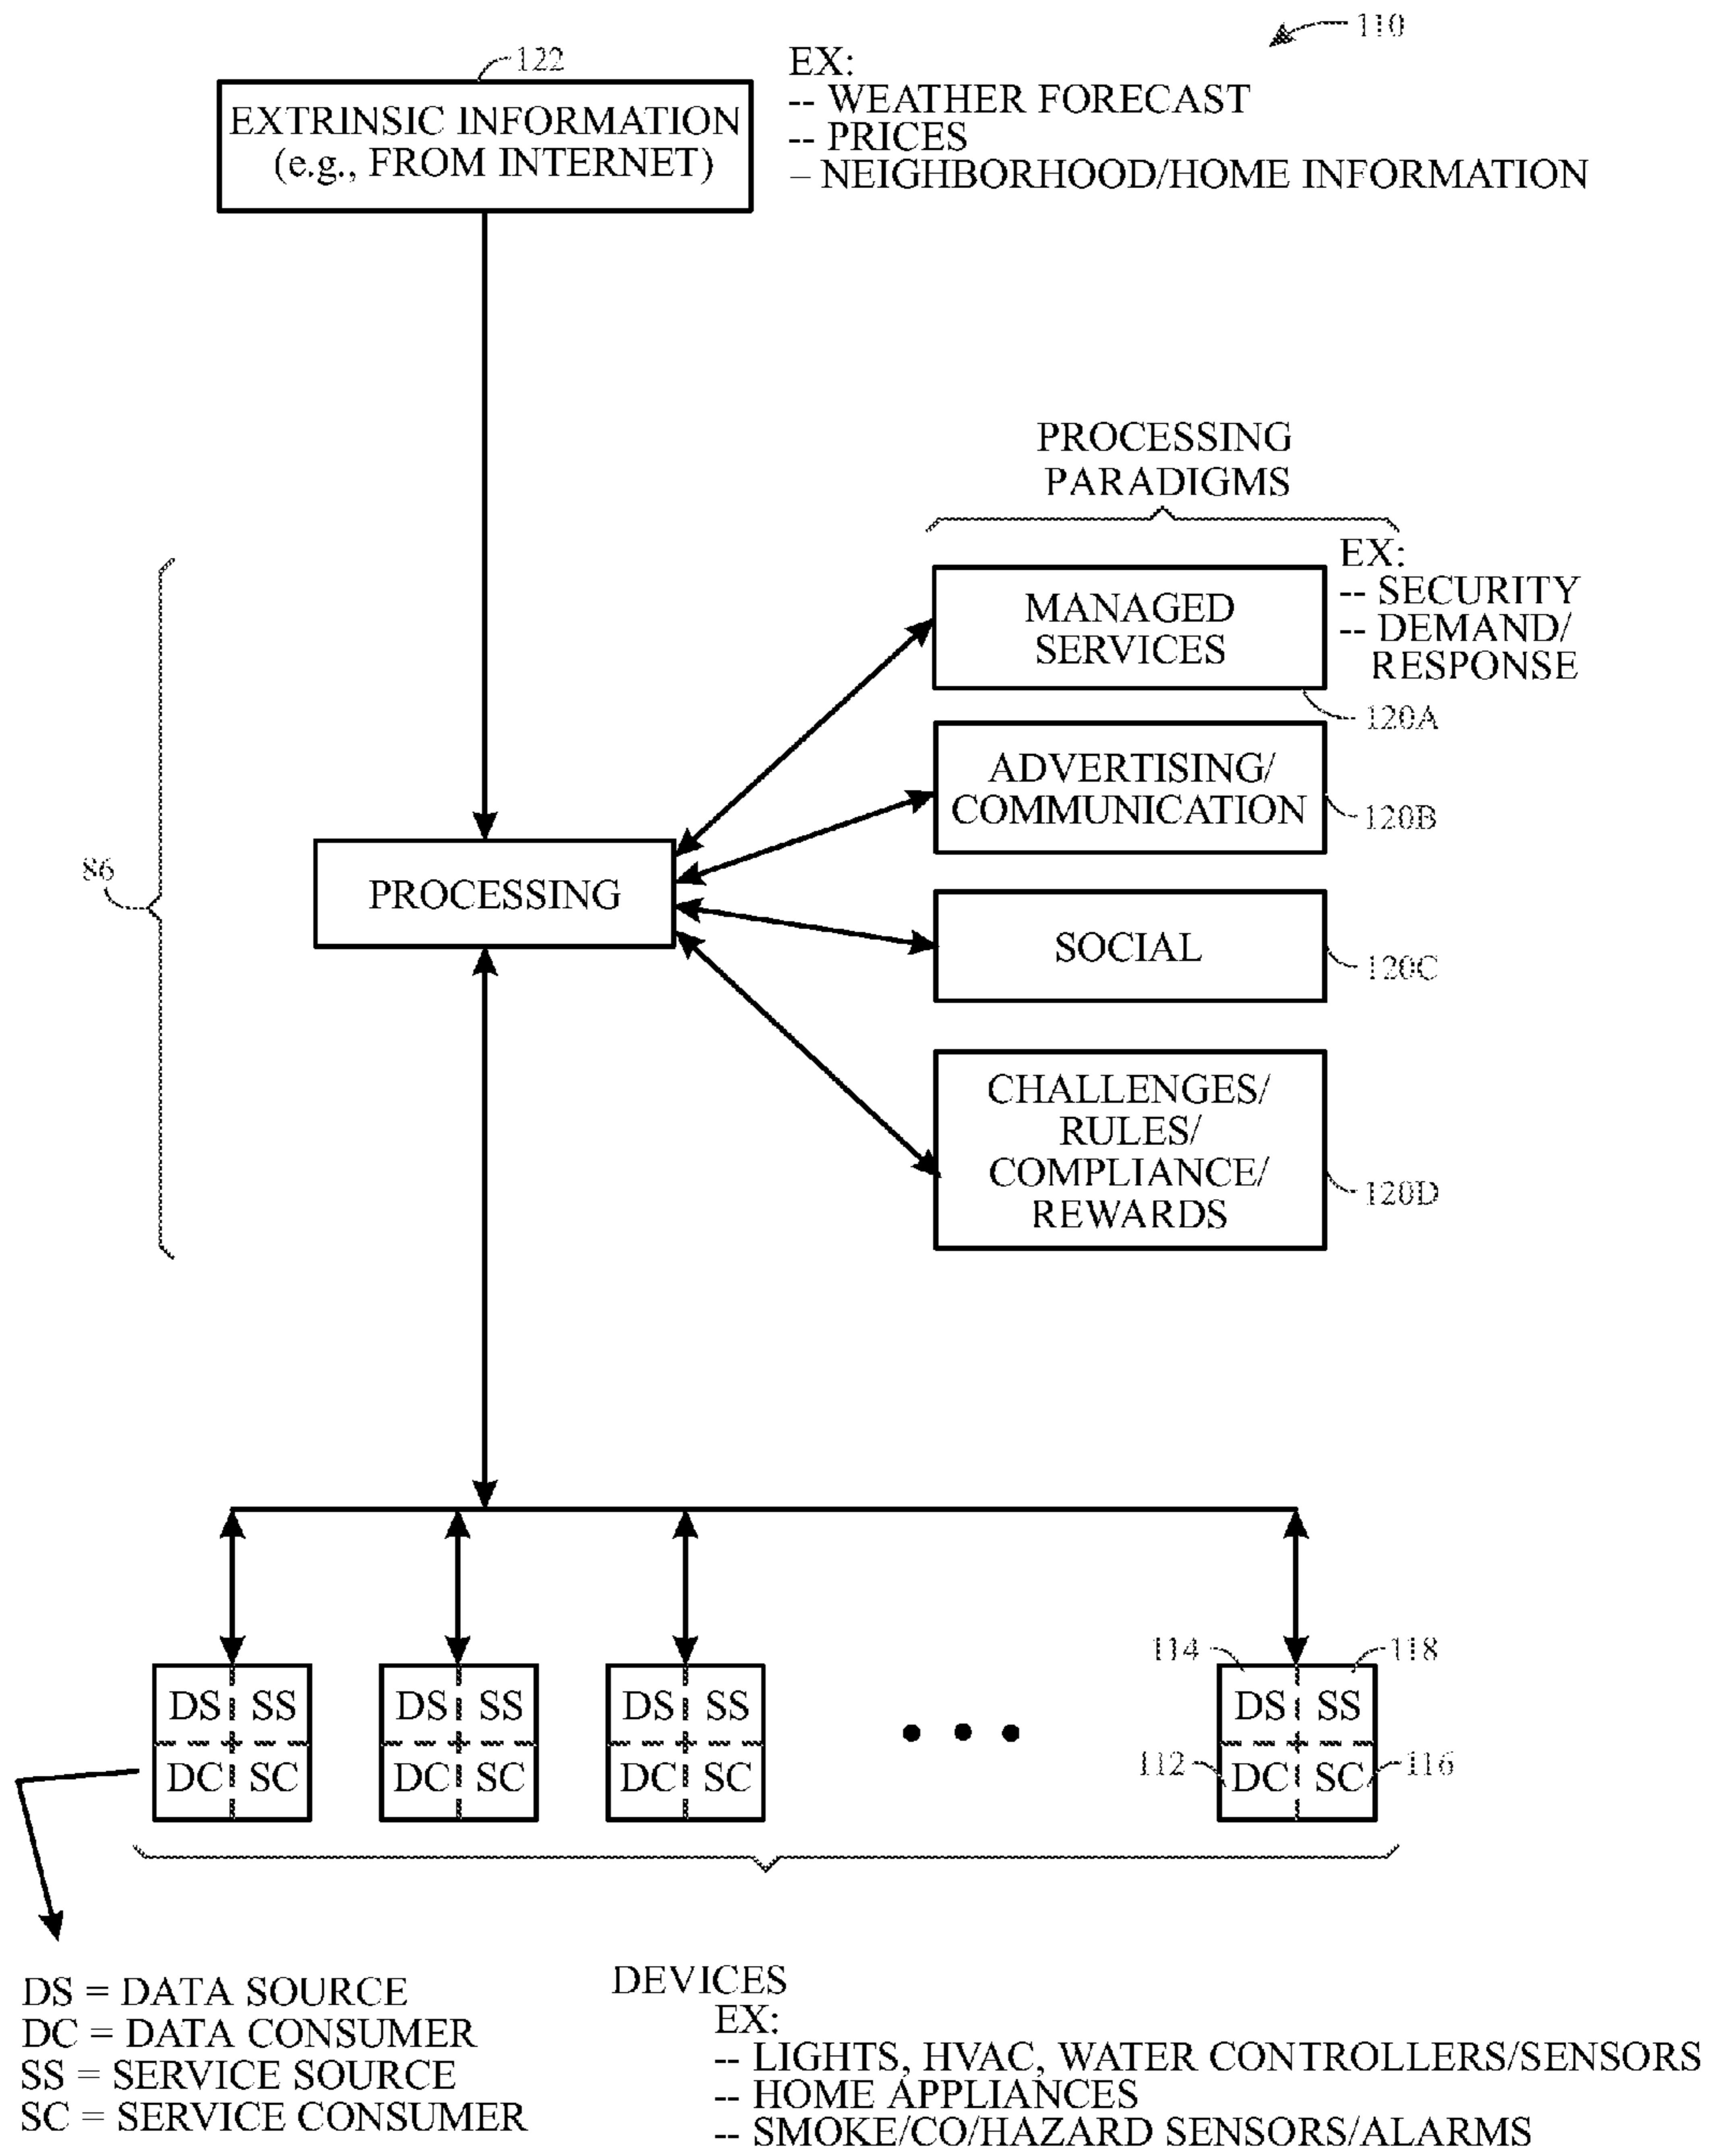 110
122
EXTRINSIC INFORMATION
(e.g., FROM INTERNET)
EX:
-- WEATHER FORECAST
-- PRICES
– NEIGHBORHOOD/HOME INFORMATION
PROCESSING
PARADIGMS
MANAGED
SERVICES
EX:
-- SECURITY
-- DEMAND/
RESPONSE
120A
ADVERTISING/
COMMUNICATION
120B
86
PROCESSING
SOCIAL
120C
CHALLENGES/
RULES/
COMPLIANCE/
REWARDS
120D
DS SS
DC SC
DS SS
DC SC
DS SS
DC SC
114
118
DS SS
112
DC SC
116
DS = DATA SOURCE
DC = DATA CONSUMER
SS = SERVICE SOURCE
SC = SERVICE CONSUMER
DEVICES
EX:
-- LIGHTS, HVAC, WATER CONTROLLERS/SENSORS
-- HOME APPLIANCES
-- SMOKE/CO/HAZARD SENSORS/ALARMS